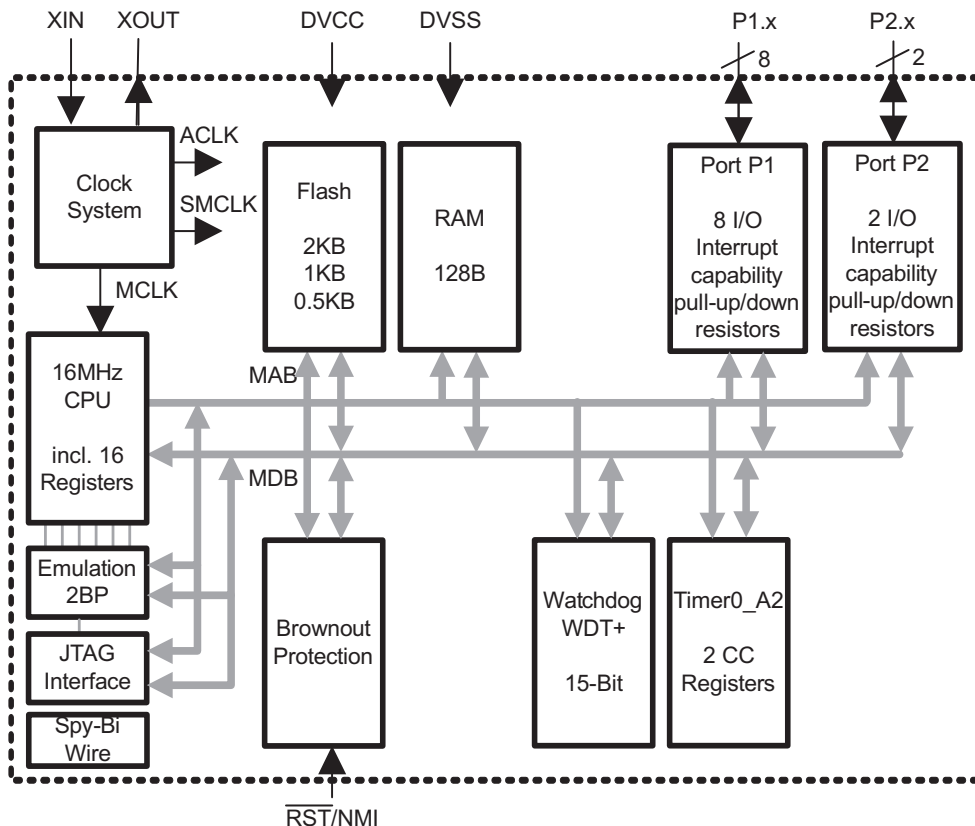 XIN XOUT DVCC DVSS P1.x P2.x
8 2
Clock
System
ACLK
SMCLK
MCLK
Flash
2KB
1KB
0.5KB
RAM
128B
Port P1
8 I/O
Interrupt
capability
pull-up/down
resistors
Port P2
2 I/O
Interrupt
capability
pull-up/down
resistors
16MHz
CPU
incl. 16
Registers
MAB
MDB
Emulation
2BP
JTAG
Interface
Spy-Bi
Wire
Brownout
Protection
Watchdog
WDT+
15-Bit
Timer0_A2
2 CC
Registers
RST/NMI